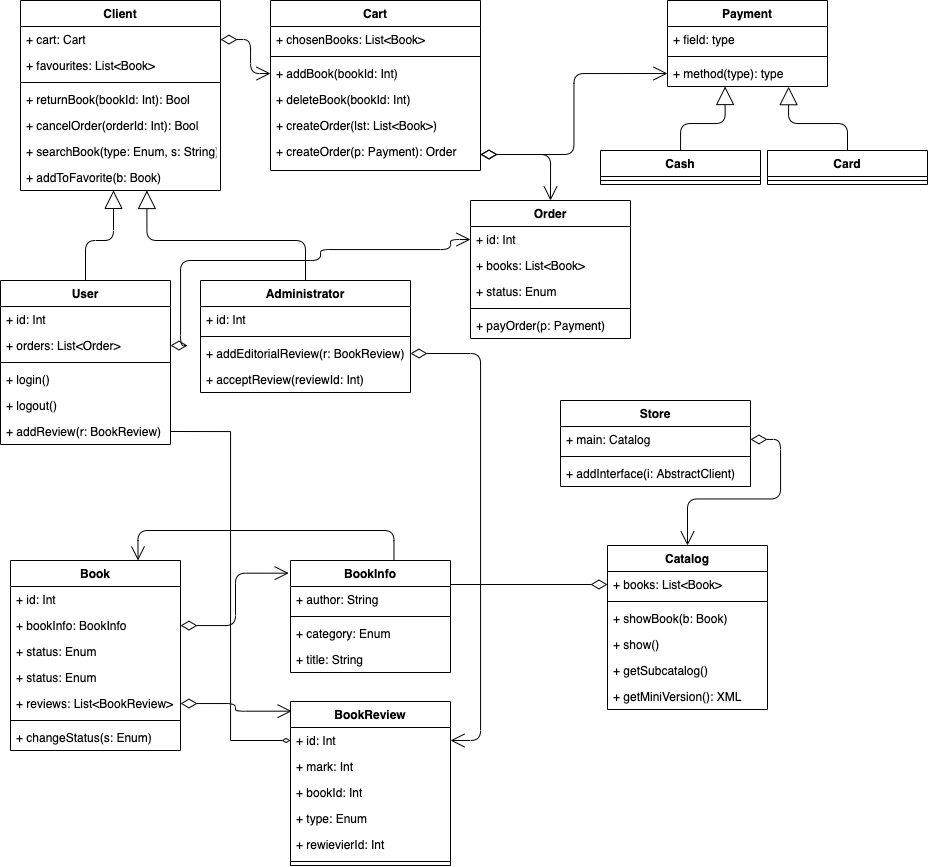 Client
+ cart: Cart
+ favourites: List<Book>
+ returnBook(bookId: Int): Bool
+ cancelOrder(orderId: Int): Bool
+ searchBook(type: Enum, s: String)
+ addToFavorite(b: Book)
Cart
+ chosenBooks: List<Book>
+ addBook(bookId: Int)
+ deleteBook(bookId: Int)
+ createOrder(lst: List<Book>)
+ createOrder(p: Payment): Order
Payment
+ field: type
+ method(type): type
Cash
Card
Order
+ id: Int
+ books: List<Book>
+ status: Enum
+ payOrder(p: Payment)
User
+ id: Int
+ orders: List<Order>
+ login()
+ logout()
+ addReview(r: BookReview)
Administrator
+ id: Int
+ addEditorialReview(r: BookReview)
+ acceptReview(reviewId: Int)
Store
+ main: Catalog
+ addInterface(i: AbstractClient)
Book
+ id: Int
+ bookInfo: BookInfo
+ status: Enum
+ status: Enum
+ reviews: List<BookReview>
+ changeStatus(s: Enum)
BookInfo
+ author: String
+ category: Enum
+ title: String
Catalog
+ books: List<Book>
+ showBook(b: Book)
+ show()
+ getSubcatalog()
+ getMiniVersion(): XML
BookReview
+ id: Int
+ mark: Int
+ bookId: Int
+ type: Enum
+ rewievierId: Int